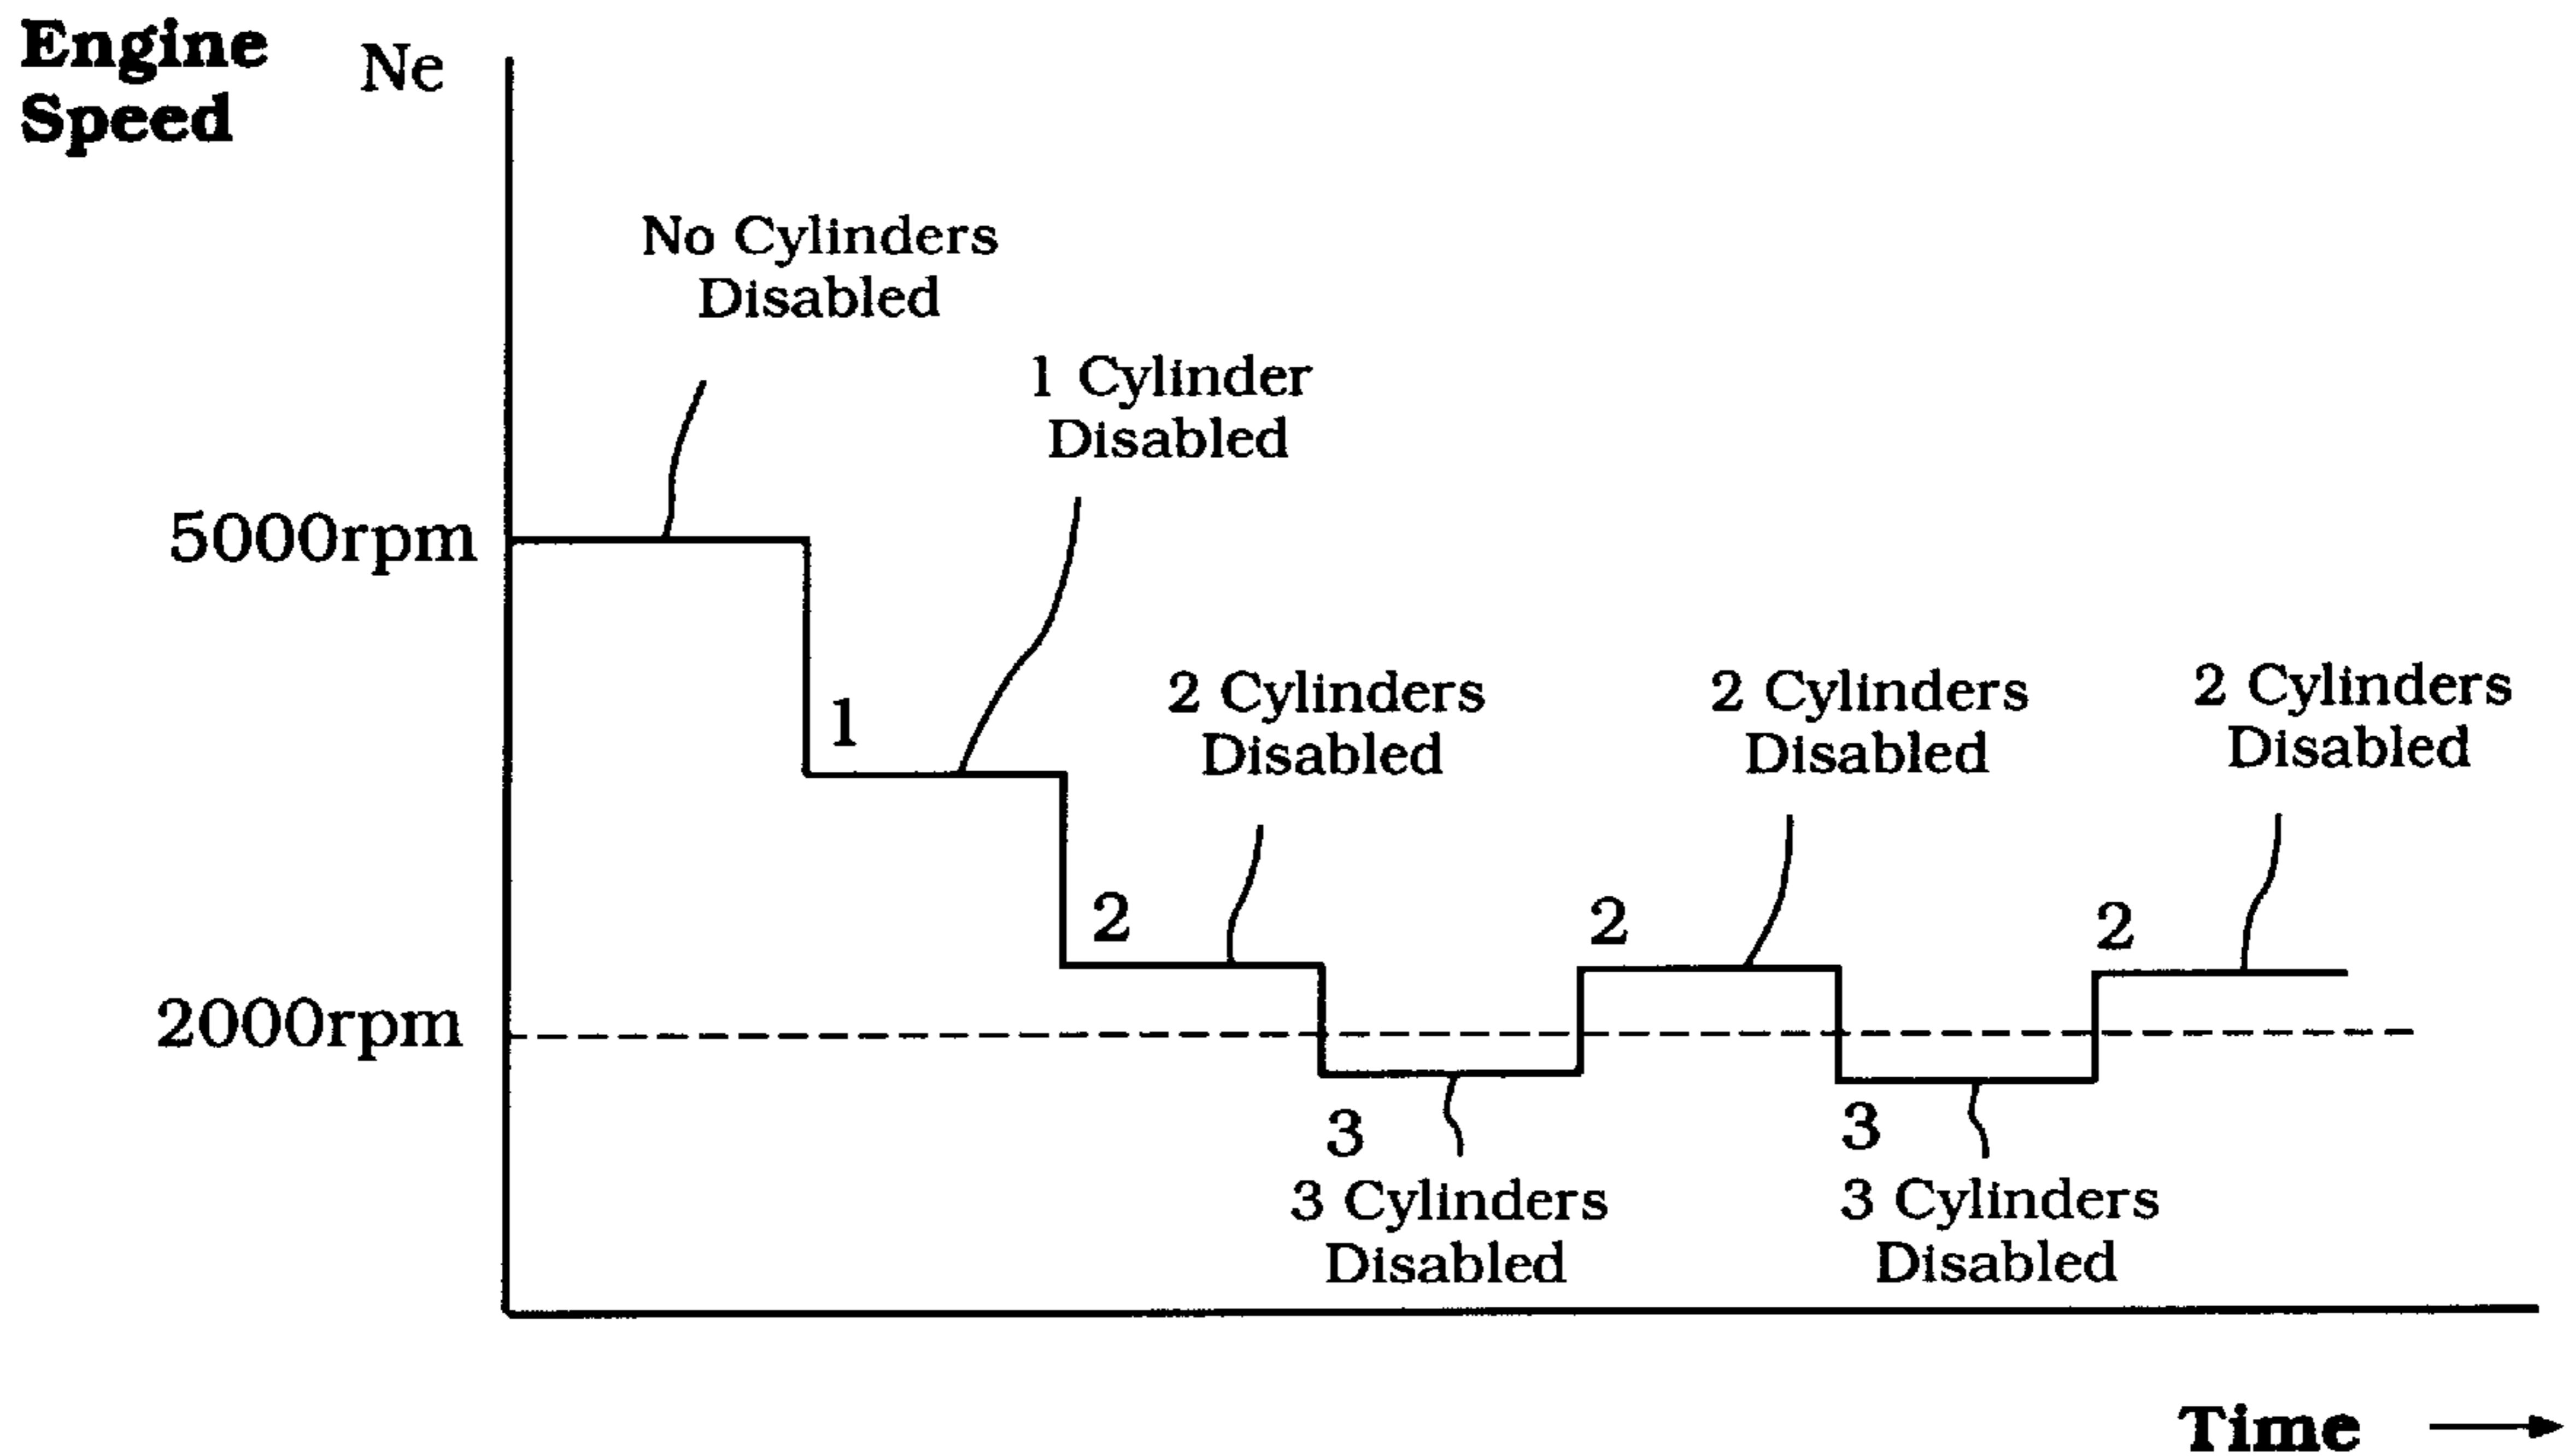 Engine
Speed
Ne
No Cylinders
Disabled
1 Cylinder
Disabled
5000rpm
1
2 Cylinders
Disabled
2 Cylinders
Disabled
2 Cylinders
Disabled
2
2
2
2000rpm
3
3
3 Cylinders
Disabled
3 Cylinders
Disabled
Time